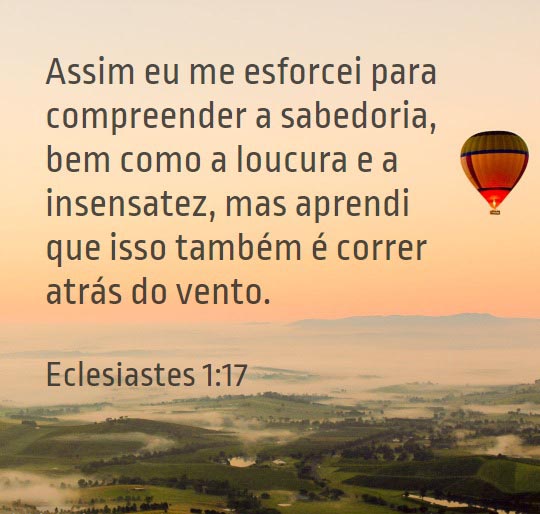 Assim eu me esforcei para
compreender a sabedoria,
bem como a loucura e a
insensatez, mas aprendi
que isso também é correr
atrás do vento.
Eclesiastes 1:17